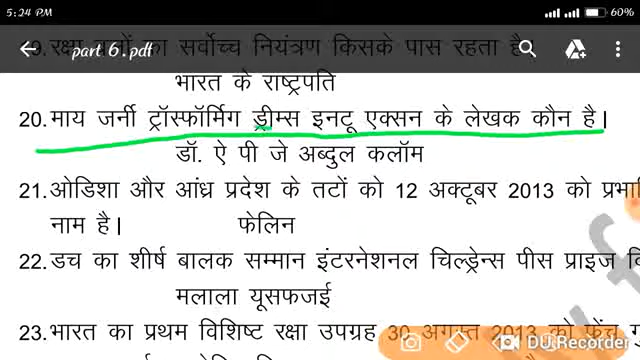 5:24 PM 60%
19. रक्षा का सर्वोच्च नियंत्रण किसके पास रहता है।
part 6.pdf
भारत के राष्ट्रपति
20. माय जर्नी ट्रॉस्फॉर्मिग ड्रीम्स इनटू एक्सन के लेखक कौन है।
डॉ. ऐ पी जे अब्दुल कलॉम
21. ओडिशा और आंध्र प्रदेश के तटों को 12 अक्टूबर 2013 को प्रभा
नाम है। फेलिन
22. डच का शीर्ष बालक सम्मान इंटरनेशनल चिल्ड्रेन्स पीस प्राइज वि
मलाला यूसफजई
23. भारत का प्रथम विशिष्ट रक्षा उपग्रह 30 अगस्त 2013 को फ्रेंच गु
DU Recorder